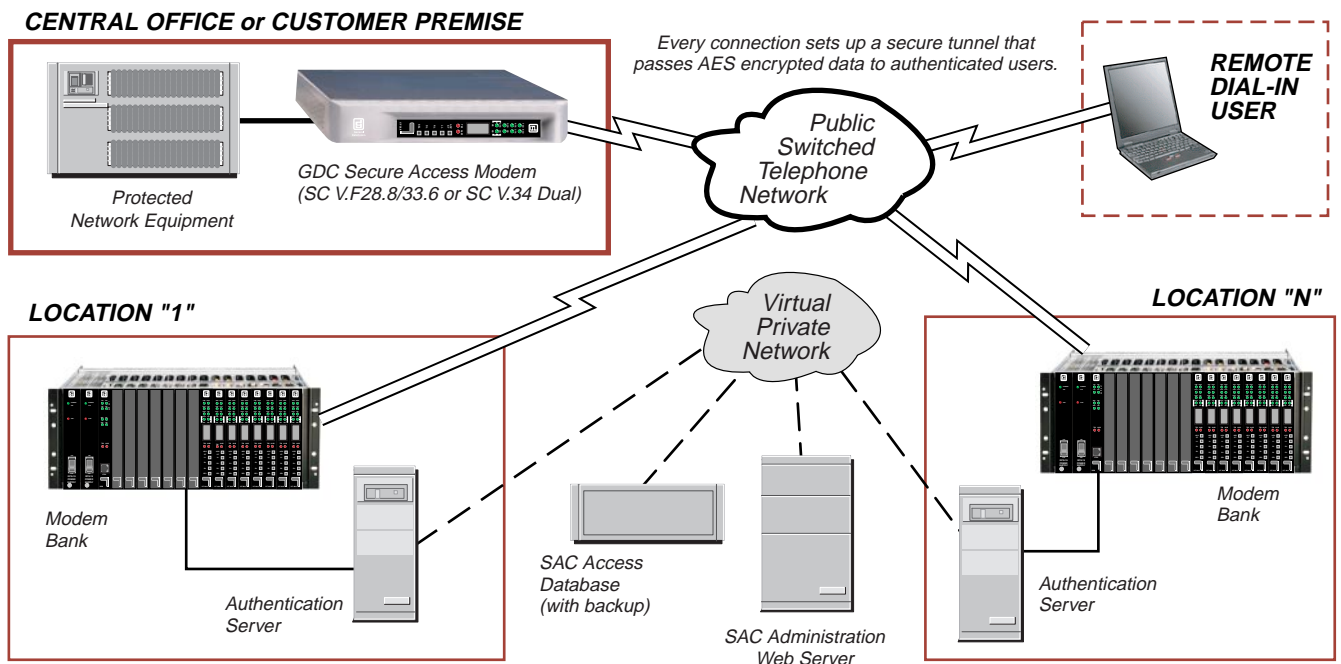 CENTRAL OFFICE or CUSTOMER PREMISE
Every connection sets up a secure tunnel that
passes AES encrypted data to authenticated users.
REMOTE
DIAL-IN
USER
Public
Switched
Telephone
Network
GDC Secure Access Modem
(SC V.F28.8/33.6 or SC V.34 Dual)
Protected
Network Equipment
LOCATION "1"
Virtual
Private
Network
LOCATION "N"
Modem
Bank
Authentication
Server
SAC Access
Database
(with backup)
SAC Administration
Web Server
Modem
Bank
Authentication
Server